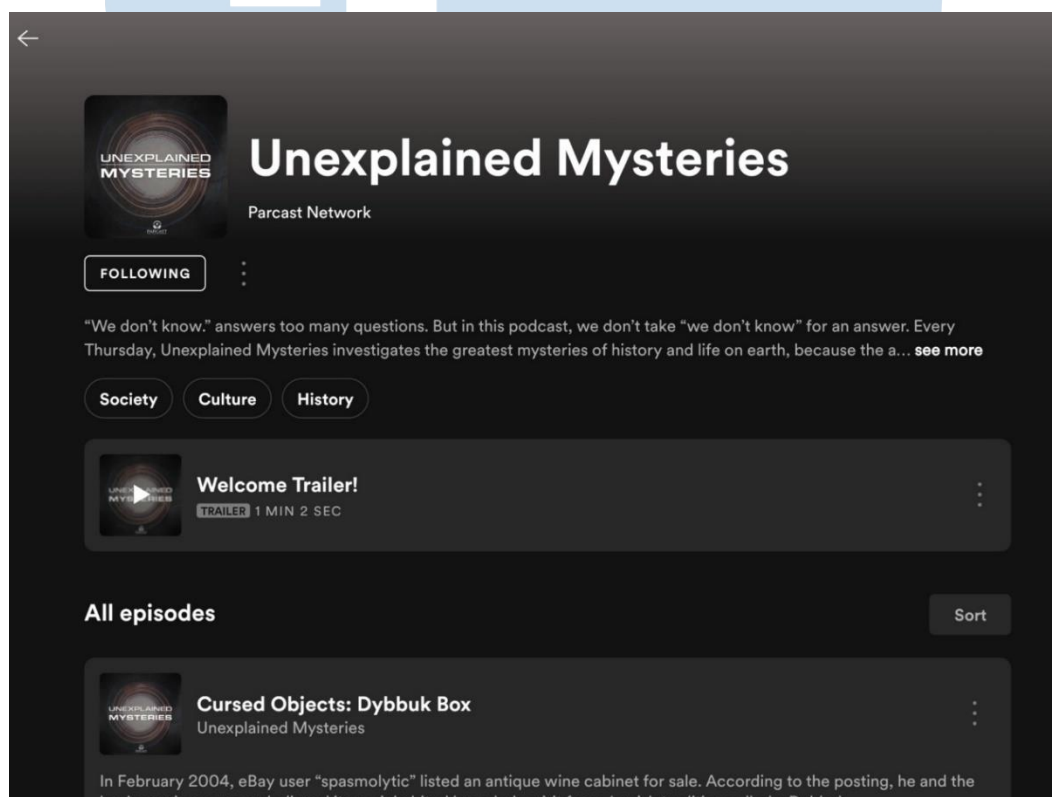 UNEXPLAINED
MYSTERIES
PARCAST
Unexplained Mysteries
Parcast Network
FOLLOWING
“We don’t know.” answers too many questions. But in this podcast, we don’t take “we don’t know” for an answer. Every
Thursday, Unexplained Mysteries investigates the greatest mysteries of history and life on earth, because the a... see more
Society
Culture
History
UNEXPLAINED
MYSTERIES
Welcome Trailer!
TRAILER 1 MIN 2 SEC
All episodes
Sort
UNEXPLAINED
MYSTERIES
Cursed Objects: Dybbuk Box
Unexplained Mysteries
In February 2004, eBay user “spasmolytic” listed an antique wine cabinet for sale. According to the posting, he and the